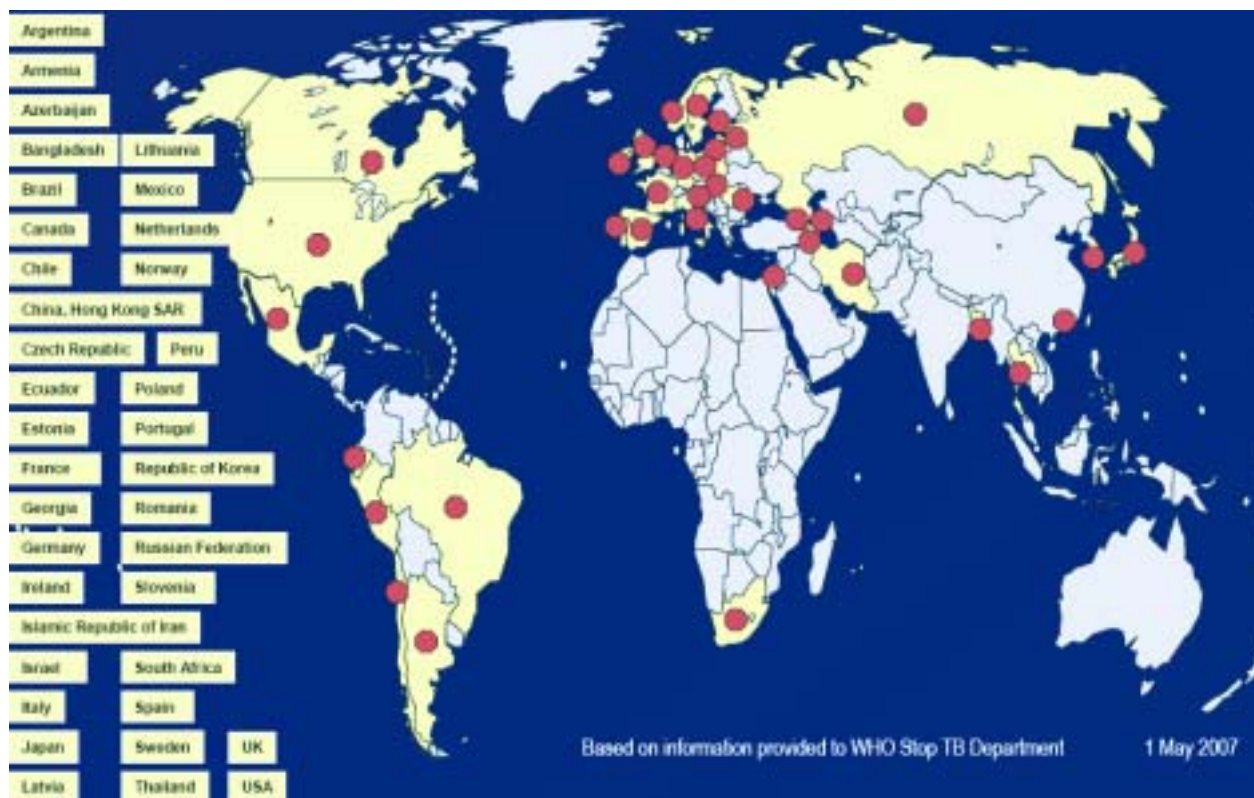 Argentina
Armenia
Azerbaijan
Bangladesh Lithuania
Brazil Mexico
Canada Netherlands
Chile Norway
China, Hong Kong SAR
Czech Republic Peru
Ecuador Poland
Estonia Portugal
France Republic of Korea
Georgia Romania
Germany Russian Federation
Ireland Slovenia
Islamic Republic of Iran
Israel South Africa
Italy Spain
Japan Sweden UK
Latvia Thailand USA
Based on information provided to WHO Stop TB Department 1 May 2007